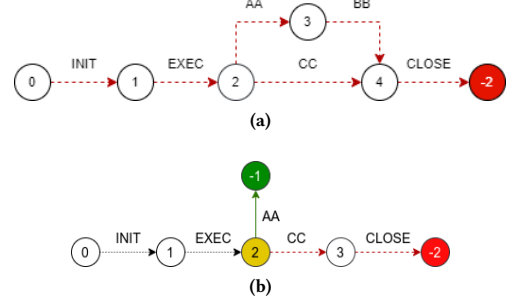 AA BB
3
INIT EXEC CC CLOSE
0 1 2 4 -2
(a)
-1
AA
INIT EXEC CC CLOSE
0 1 2 3 -2
(b)